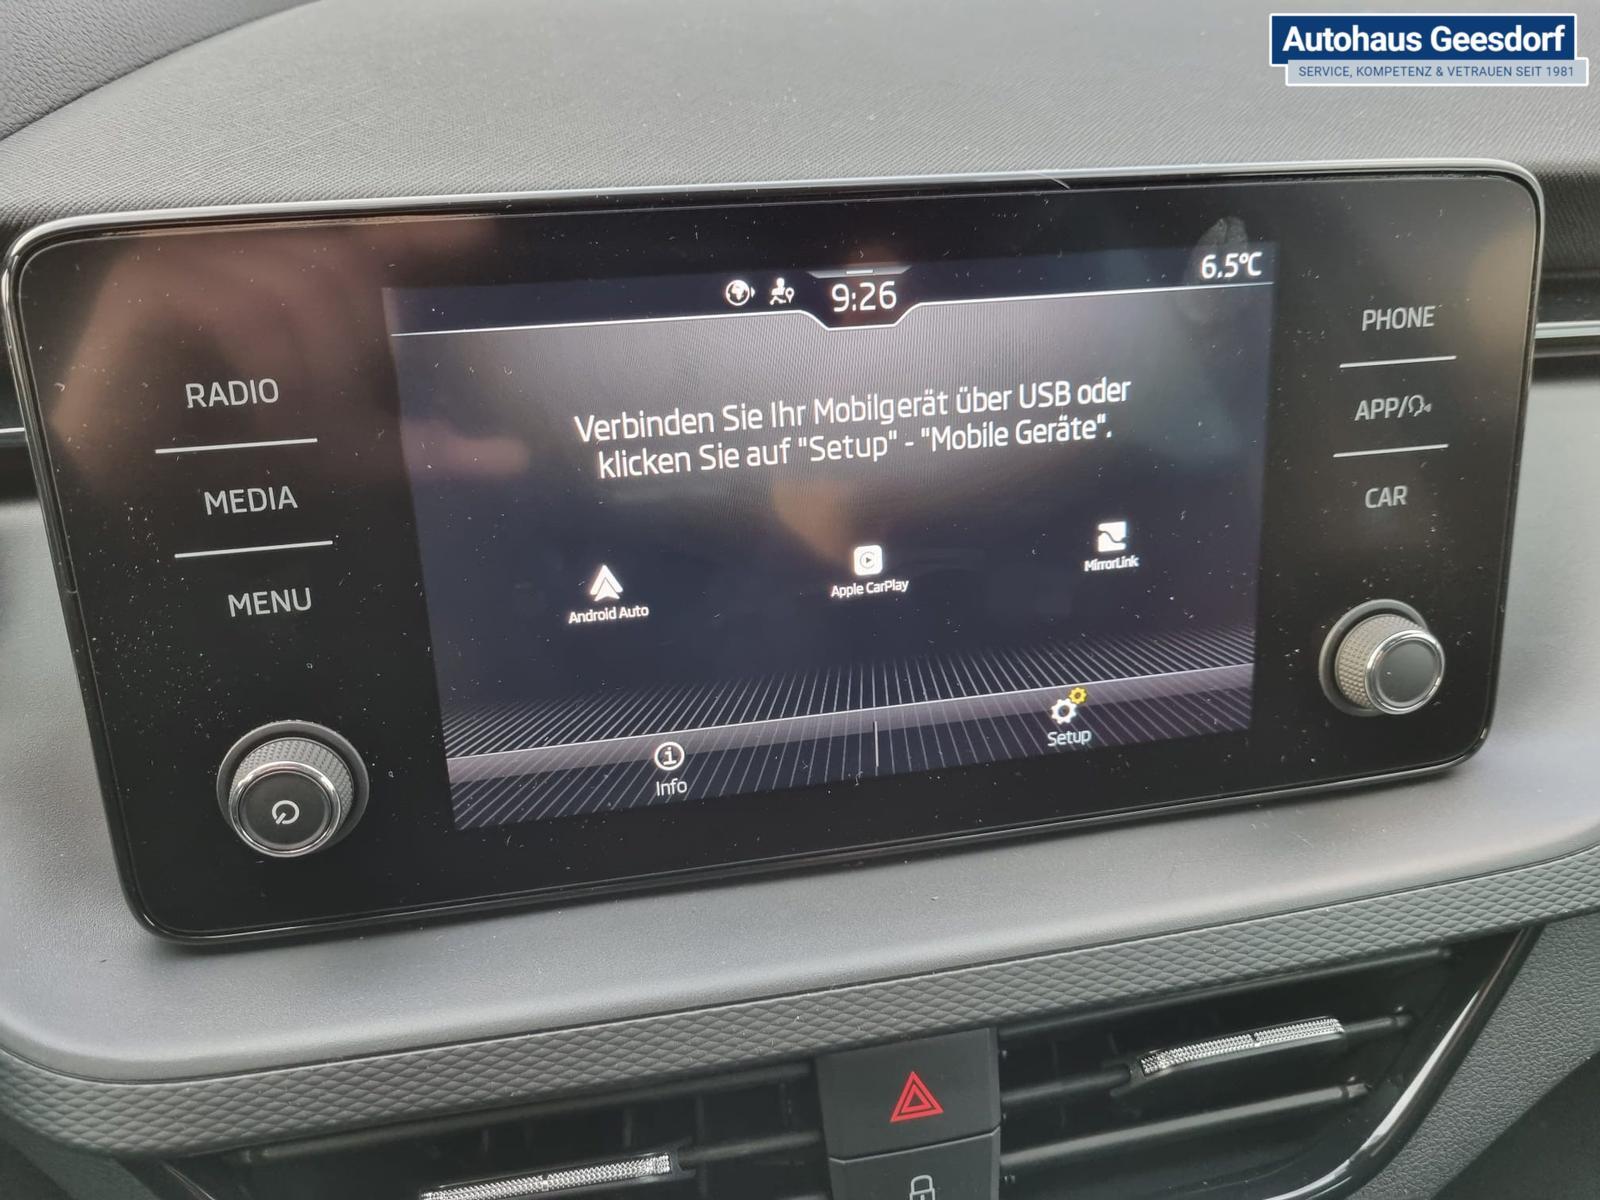 Autohaus Geesdorf
SERVICE, KOMPETENZ & VETRAUEN SEIT 1981
9:26
6.5°C
RADIO
MEDIA
MENU
Verbinden Sie Ihr Mobilgerät über USB oder
klicken Sie auf "Setup" - "Mobile Geräte".
Android Auto
Apple CarPlay
MirrorLink
Info
Setup
PHONE
APP/
CAR